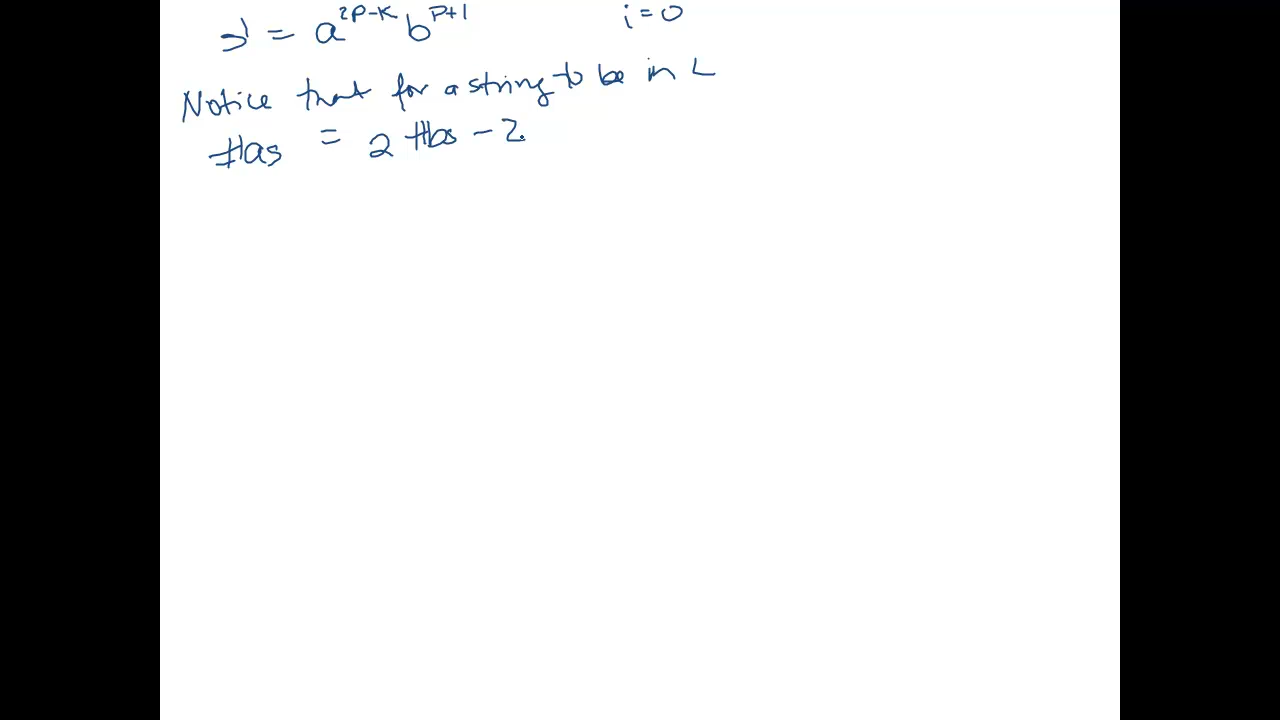 s' = a^{2P-K} b^{P+1} i = 0
Notice that for a string to be in L
#as = 2 #bs - 2.